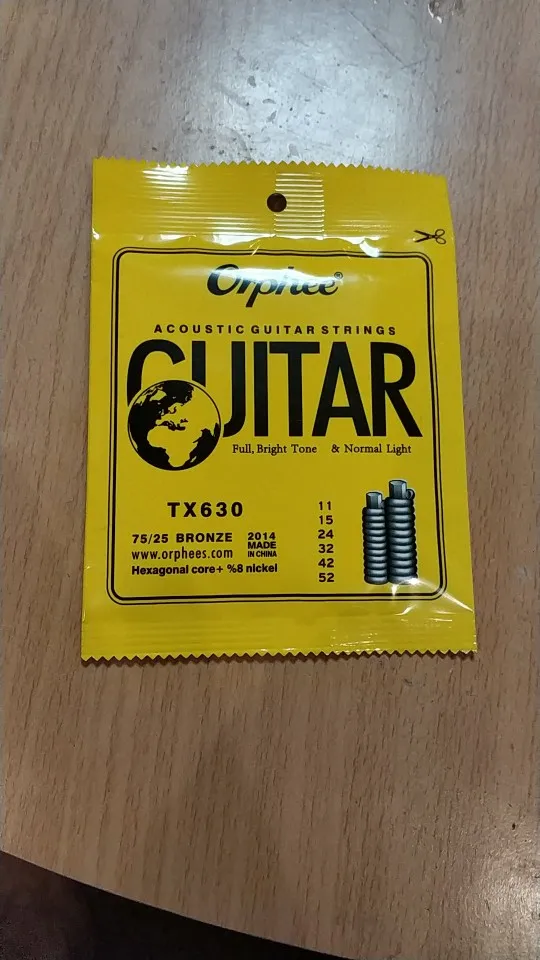 Orphee®
ACOUSTIC GUITAR STRINGS
GUITAR
Full, Bright Tone & Normal Light
TX630
75/25 BRONZE
www.orphees.com
2014
MADE
IN CHINA
Hexagonal core+ %8 nickel
11
15
24
32
42
52